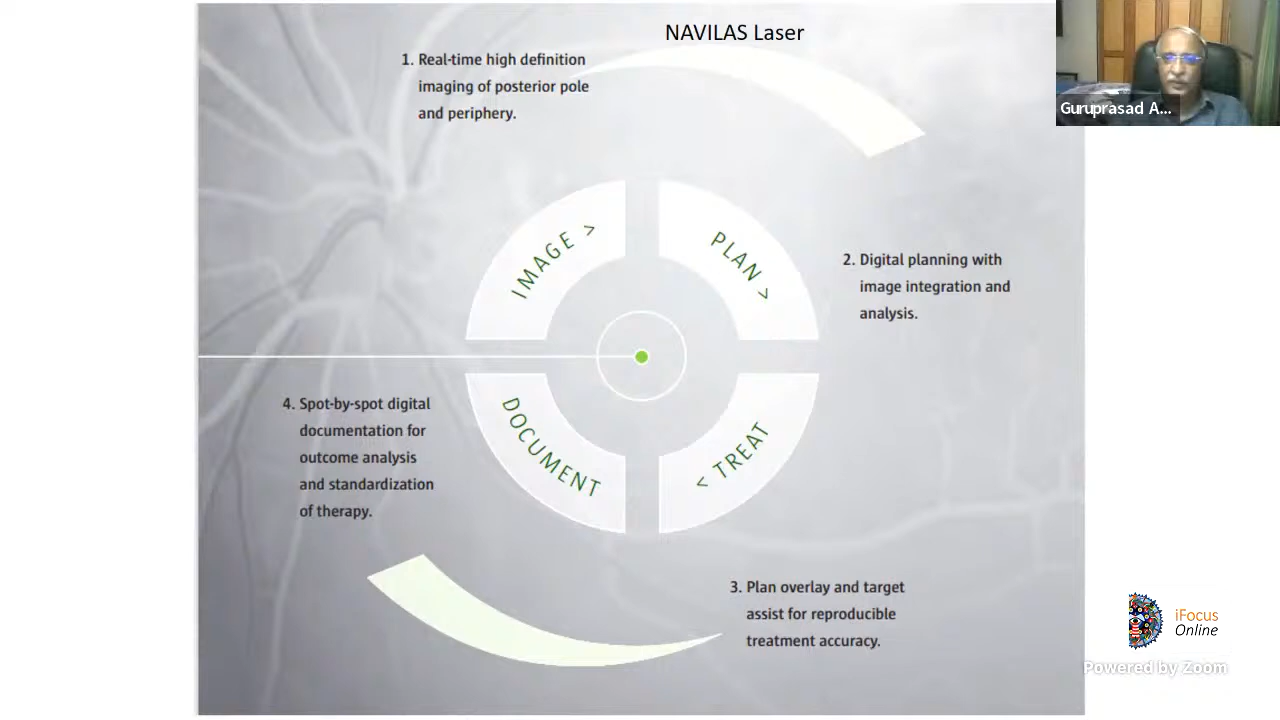 NAVILAS Laser
1. Real-time high definition
imaging of posterior pole
and periphery.
Guruprasad A...
IMAGE >
PLAN >
2. Digital planning with
image integration and
analysis.
4. Spot-by-spot digital
documentation for
outcome analysis
and standardization
of therapy.
DOCUMENT
< TREAT
3. Plan overlay and target
assist for reproducible
treatment accuracy.
iFocus
Online
Powered by Zoom